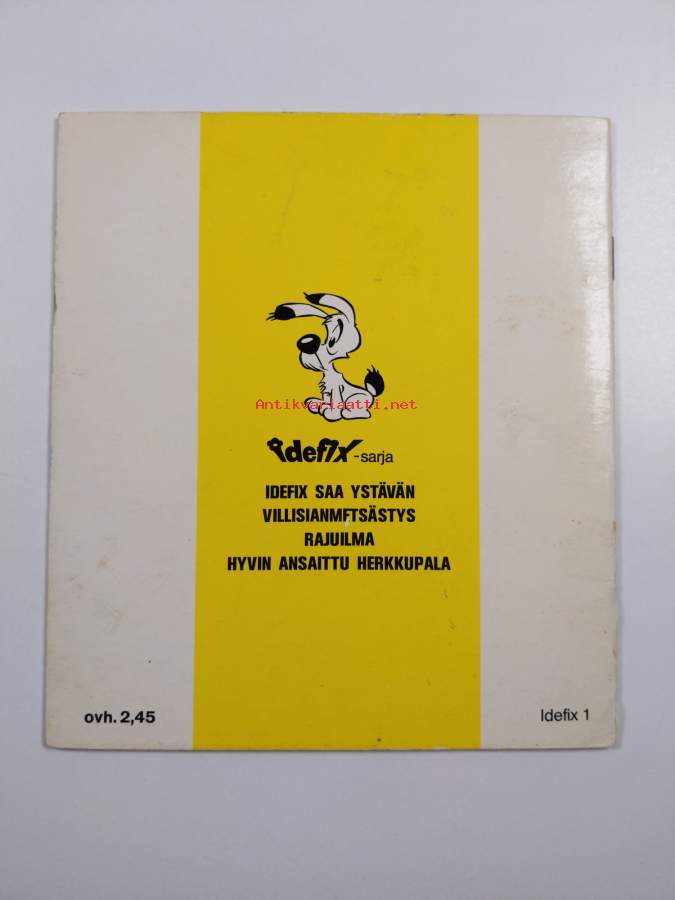 Antikvariaatti.net
idefix-sarja
IDEFIX SAA YSTÄVÄN
VILLISIANMETSÄSTYS
RAJUILMA
HYVIN ANSAITTU HERKKUPALA
ovh. 2,45
Idefix 1